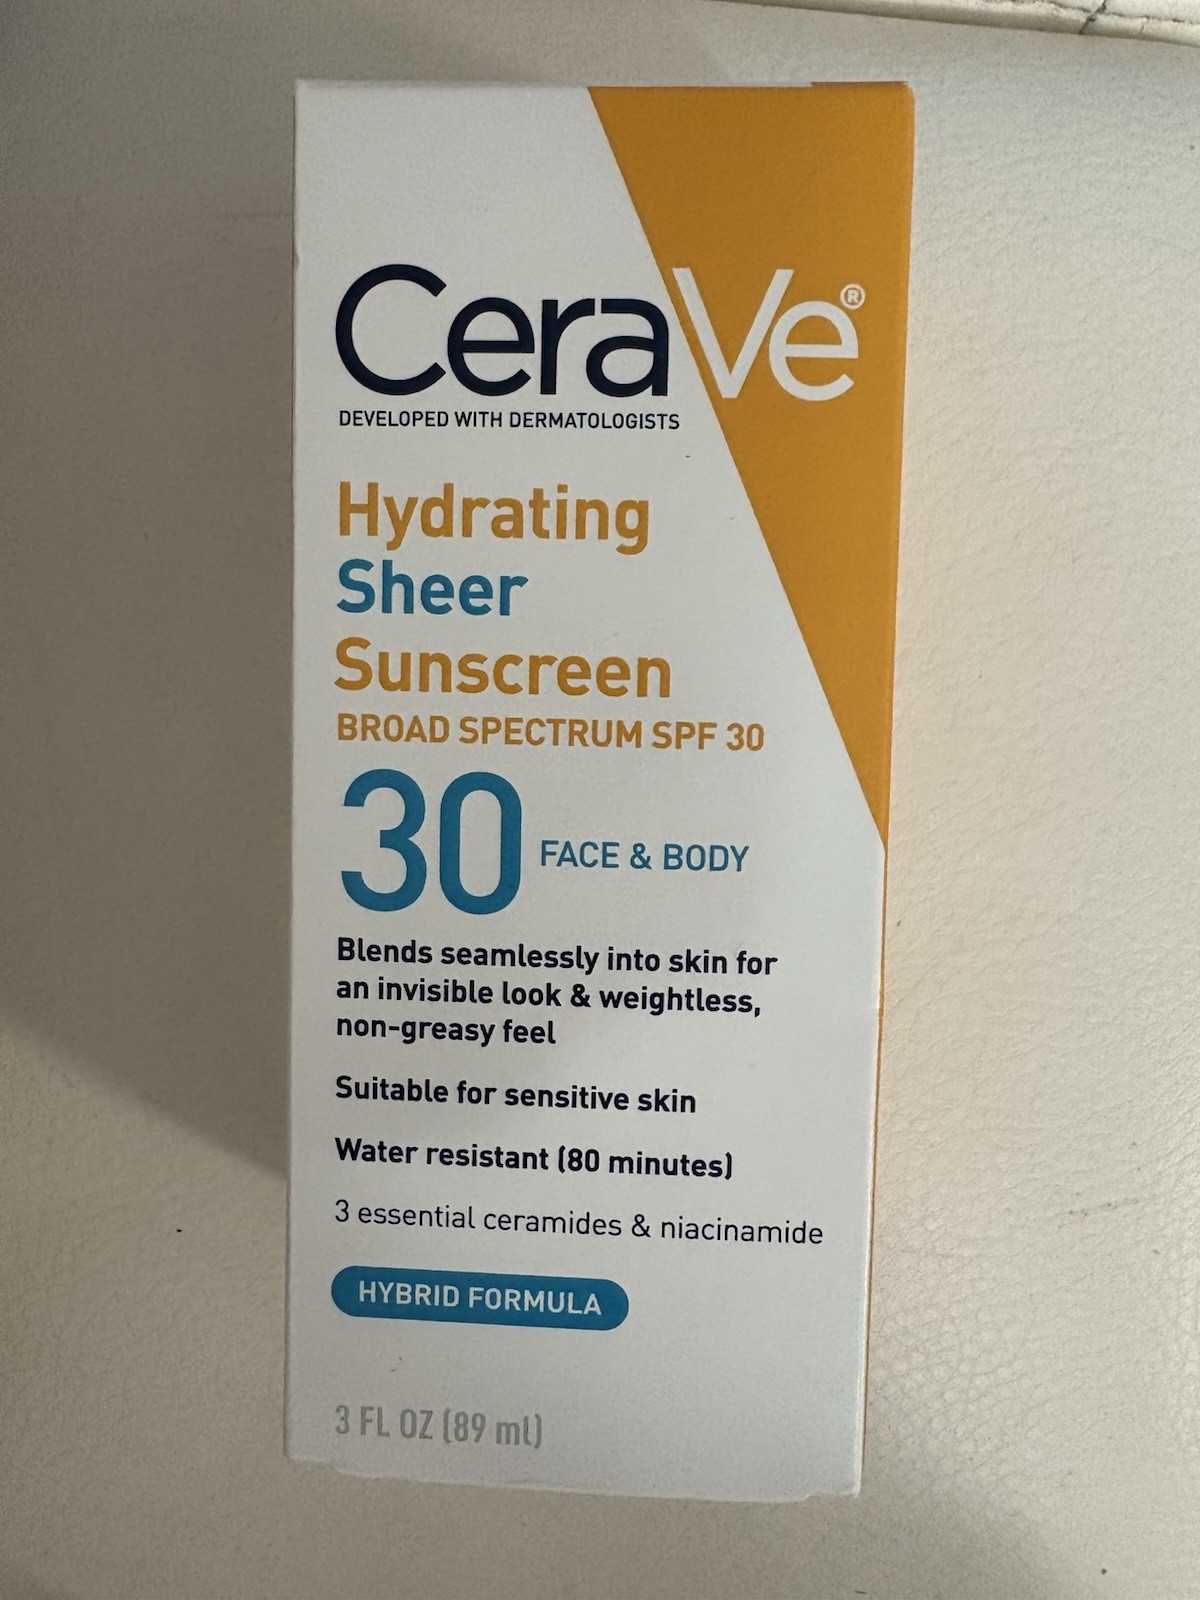 CeraVe®
DEVELOPED WITH DERMATOLOGISTS
Hydrating
Sheer
Sunscreen
BROAD SPECTRUM SPF 30
30 FACE & BODY
Blends seamlessly into skin for
an invisible look & weightless,
non-greasy feel
Suitable for sensitive skin
Water resistant (80 minutes)
3 essential ceramides & niacinamide
HYBRID FORMULA
3 FL OZ (89 ml)